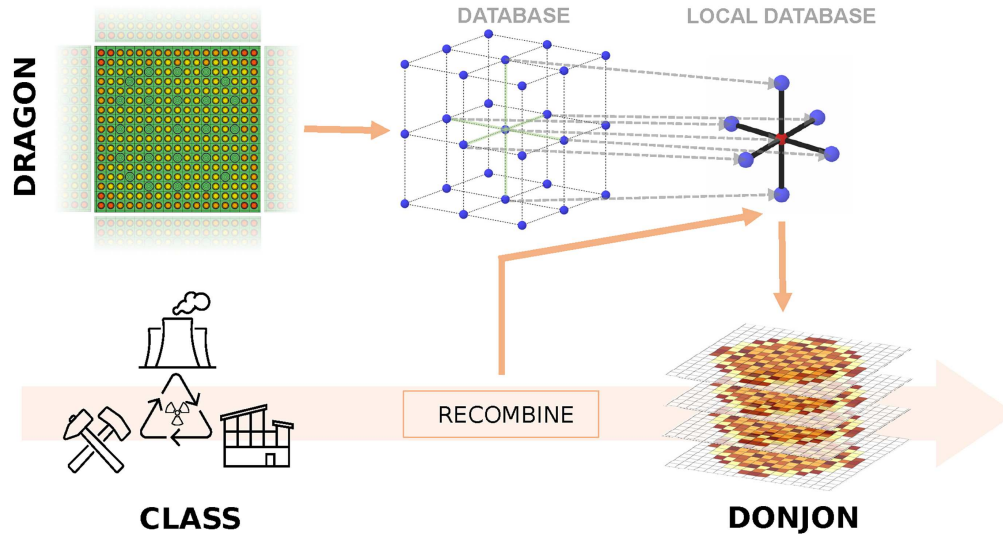 DATABASE
LOCAL DATABASE
DRAGON
RECOMBINE
CLASS
DONJON